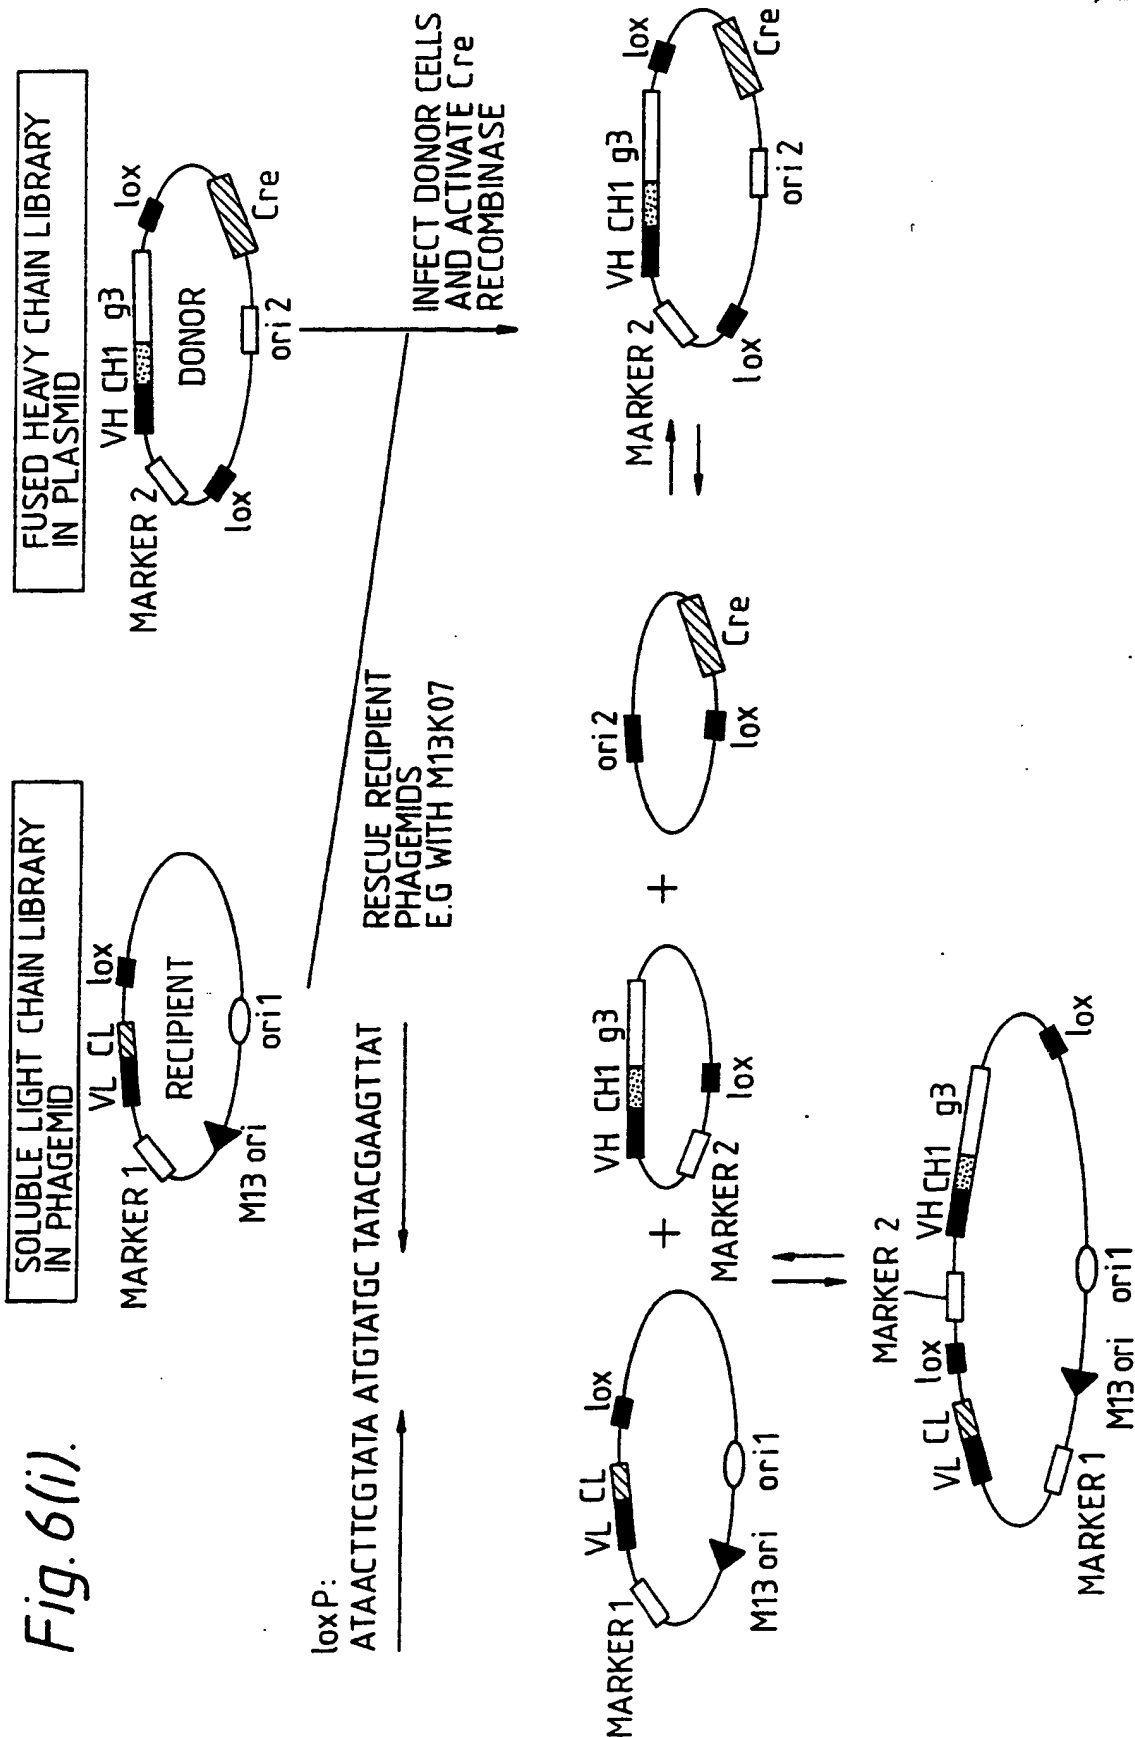 Fig. 6(i).
SOLUBLE LIGHT CHAIN LIBRARY
IN PHAGEMID
FUSED HEAVY CHAIN LIBRARY
IN PLASMID
MARKER 1
VL CL
lox
RECIPIENT
M13 ori
ori1
MARKER 2
VH CH1 g3
lox
DONOR
lox
ori 2
Cre
loxP:
ATAACTTCGTATA ATGTATGC TATACGAAGTTAT
RESCUE RECIPIENT
PHAGEMIDS
E.G WITH M13K07
INFECT DONOR CELLS
AND ACTIVATE Cre
RECOMBINASE
MARKER 1
VL CL
lox
M13 ori
ori1
+
VH CH1 g3
MARKER 2
lox
+
ori 2
lox
Cre
MARKER 2
VH CH1 g3
lox
lox
ori 2
Cre
MARKER 1
VL CL
lox
MARKER 2
VH CH1 g3
lox
M13 ori
ori1